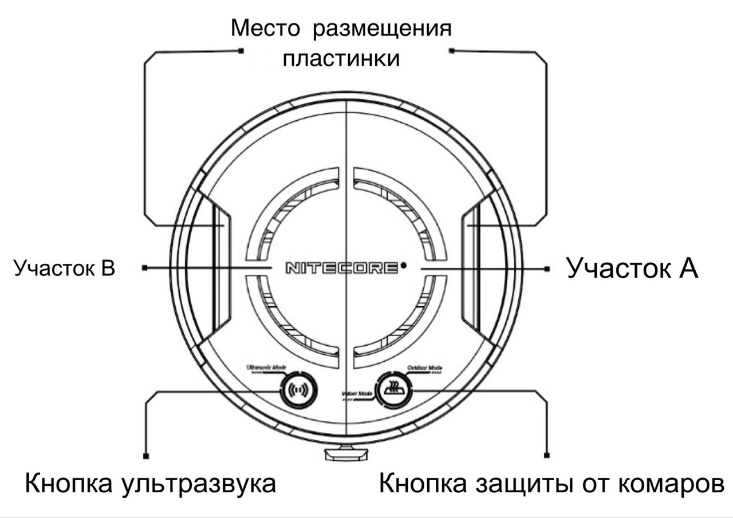 Место размещения
пластинки
Участок B
NITECORE
Участок A
Ultrasonic Mode
Outdoor Mode
Indoor Mode
Кнопка ультразвука
Кнопка защиты от комаров